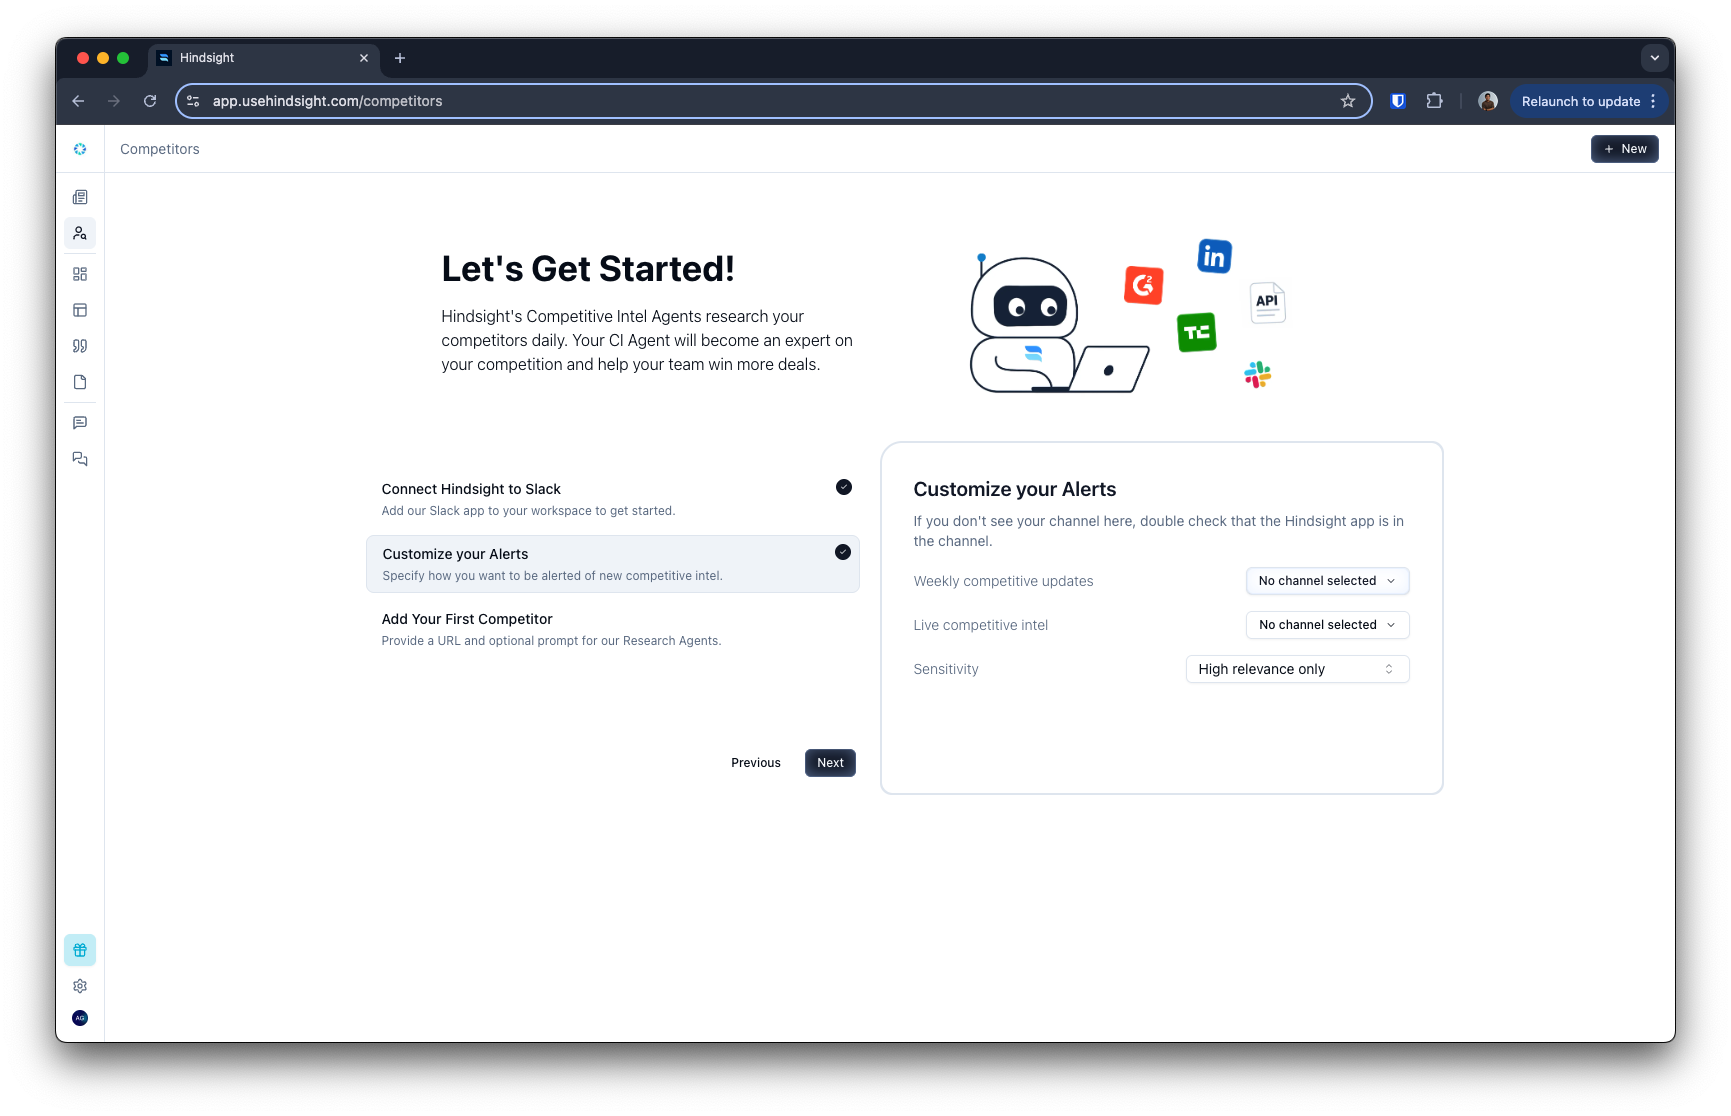 Hindsight
app.usehindsight.com/competitors
Relaunch to update
Competitors
New
Let's Get Started!
Hindsight's Competitive Intel Agents research your
competitors daily. Your CI Agent will become an expert on
your competition and help your team win more deals.
in
G2
API
TC
Connect Hindsight to Slack
Add our Slack app to your workspace to get started.
Customize your Alerts
Specify how you want to be alerted of new competitive intel.
Add Your First Competitor
Provide a URL and optional prompt for our Research Agents.
Previous
Next
Customize your Alerts
If you don't see your channel here, double check that the Hindsight app is in
the channel.
Weekly competitive updates
No channel selected
Live competitive intel
No channel selected
Sensitivity
High relevance only
AG